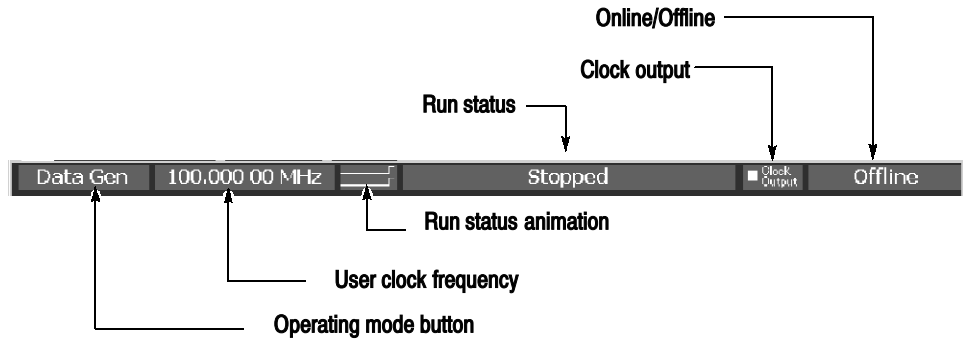 Online/Offline
Clock output
Run status
Data Gen 100.000 00 MHz Stopped Clock Output Offline
Run status animation
User clock frequency
Operating mode button